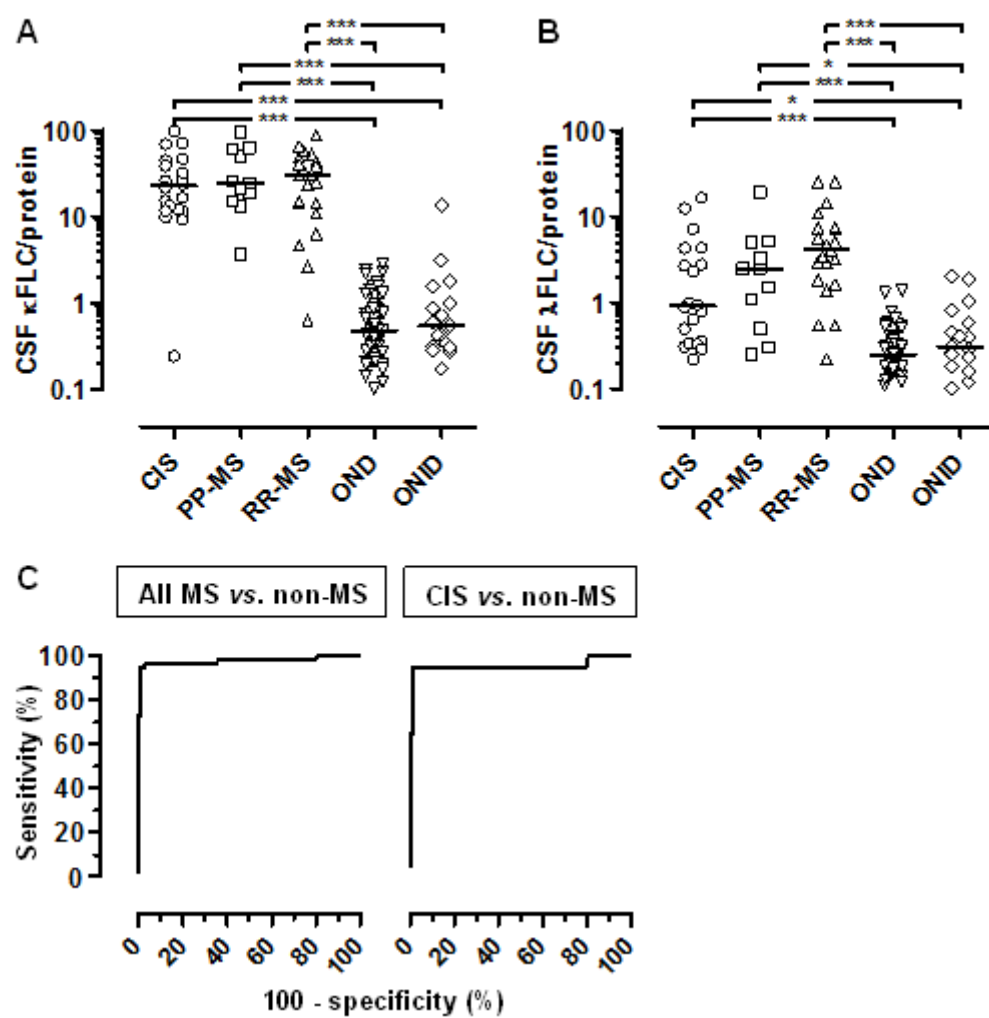 A
***
***
***
***
***
***
CSF κFLC/protein
100
10
1
0.1
CIS
PP-MS
RR-MS
OND
ONID
B
***
***
*
***
*
***
CSF λFLC/protein
100
10
1
0.1
CIS
PP-MS
RR-MS
OND
ONID
C
All MS vs. non-MS
CIS vs. non-MS
Sensitivity (%)
100
80
60
40
20
0
0
20
40
60
80
100
0
20
40
60
80
100
100 - specificity (%)